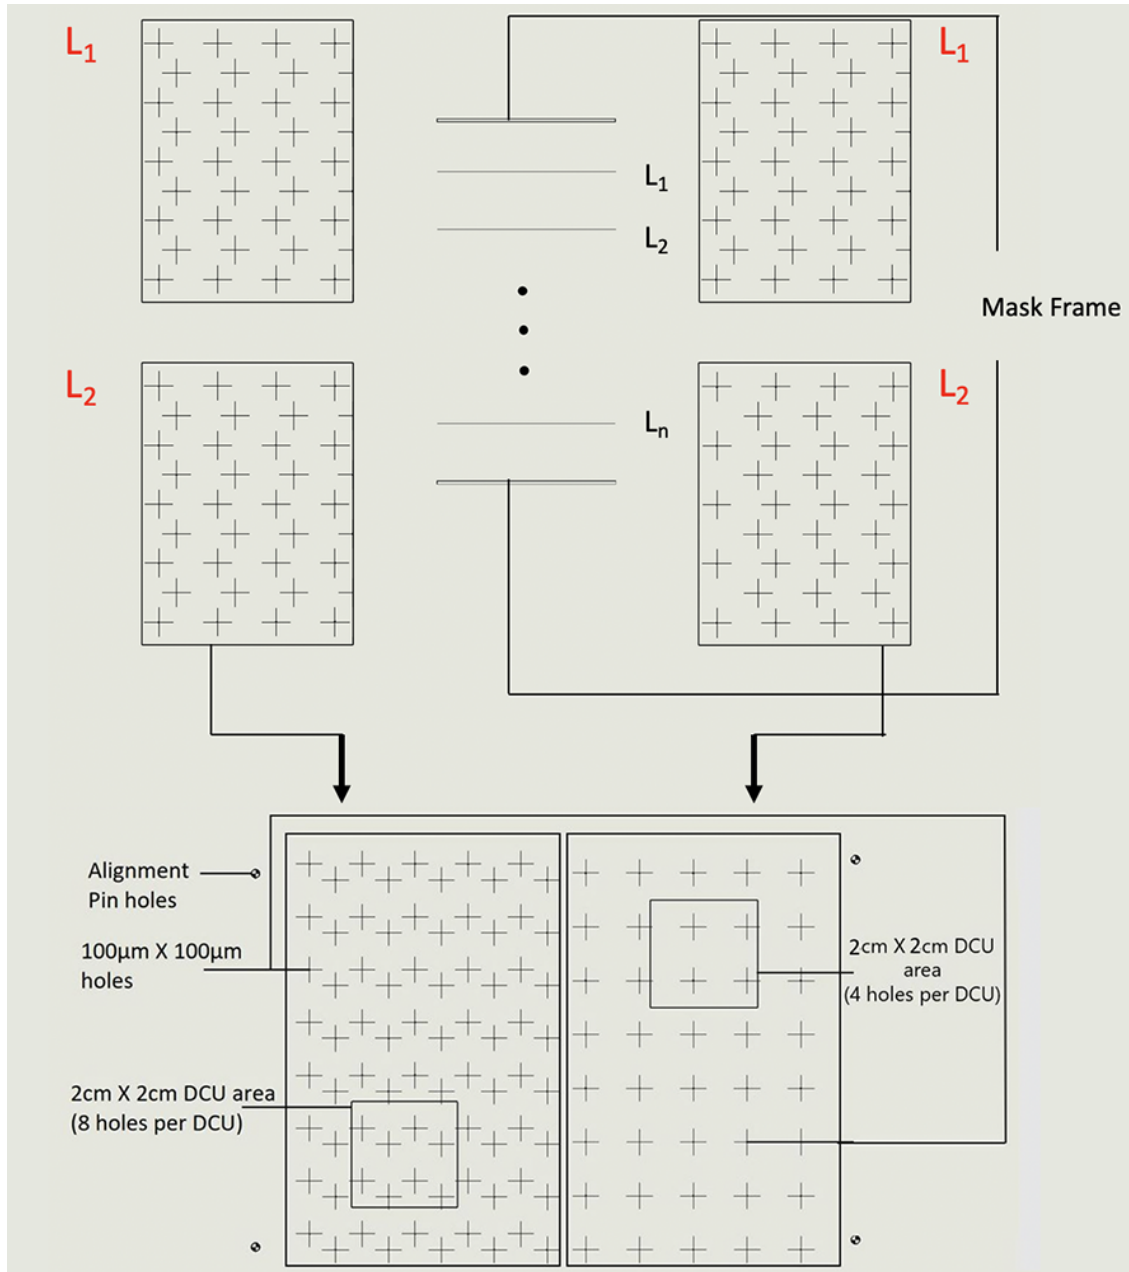 L₁
L₁
L₁
L₂
Mask Frame
L₂
L₂
Lₙ
Alignment
Pin holes
100μm X 100μm
holes
2cm X 2cm DCU
area
(4 holes per DCU)
2cm X 2cm DCU area
(8 holes per DCU)